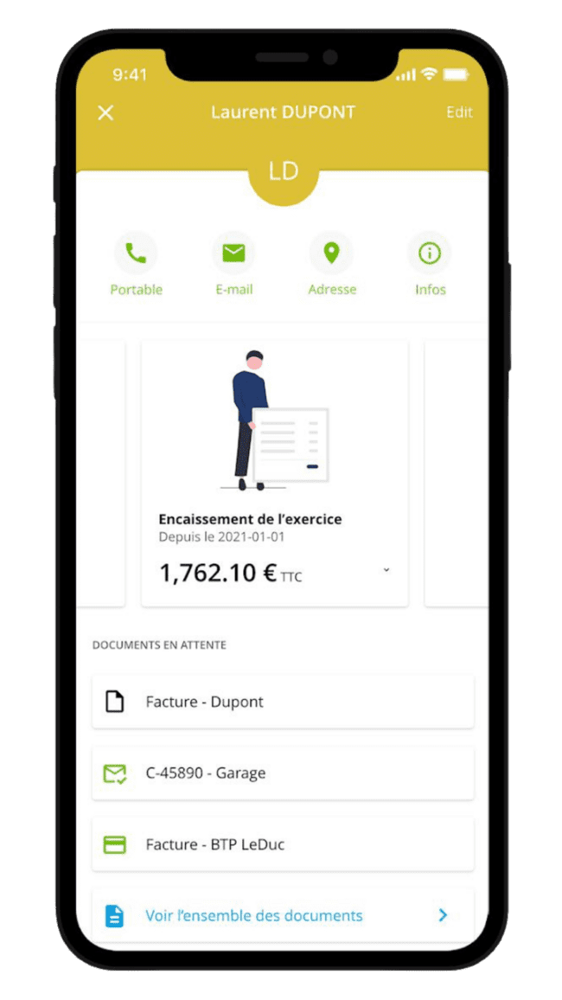 9:41
Laurent DUPONT
Edit
LD
Portable
E-mail
Adresse
Infos
Encaissement de l’exercice
Depuis le 2021-01-01
1,762.10 € TTC
DOCUMENTS EN ATTENTE
Facture - Dupont
C-45890 - Garage
Facture - BTP LeDuc
Voir l’ensemble des documents